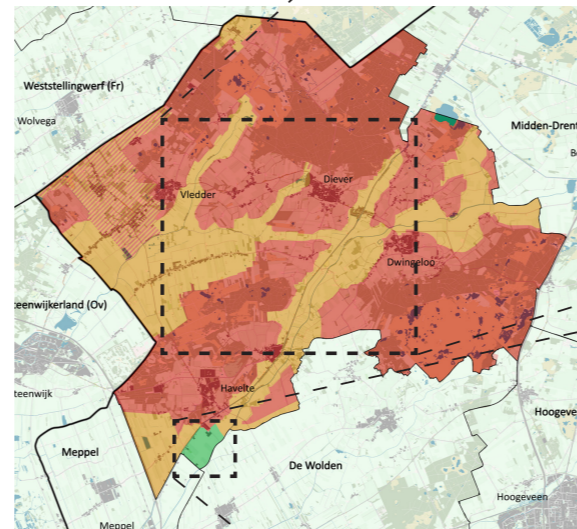 Weststellingwerf (Fr)
Wolvega
Midden-Drent
Diever
Vledder
Dwingeloo
teenwijkerland (Ov)
teenwijk
Havelte
Hoogeve
Meppel
De Wolden
Hoogeveen
Meppel